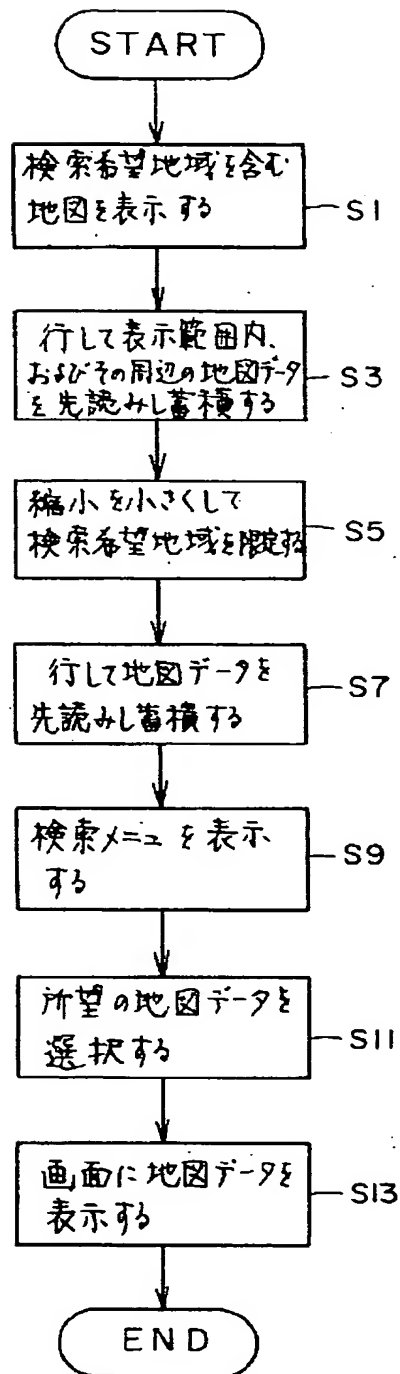 START
検索希望地域を含む
地図を表示する
S1
行して表示範囲内、
およびその周辺の地図データ
を先読みし蓄積する
S3
縮小を小さくして
検索希望地域を限定する
S5
行して地図データを
先読みし蓄積する
S7
検索メニュを表示
する
S9
所望の地図データを
選択する
S11
画面に地図データを
表示する
S13
END